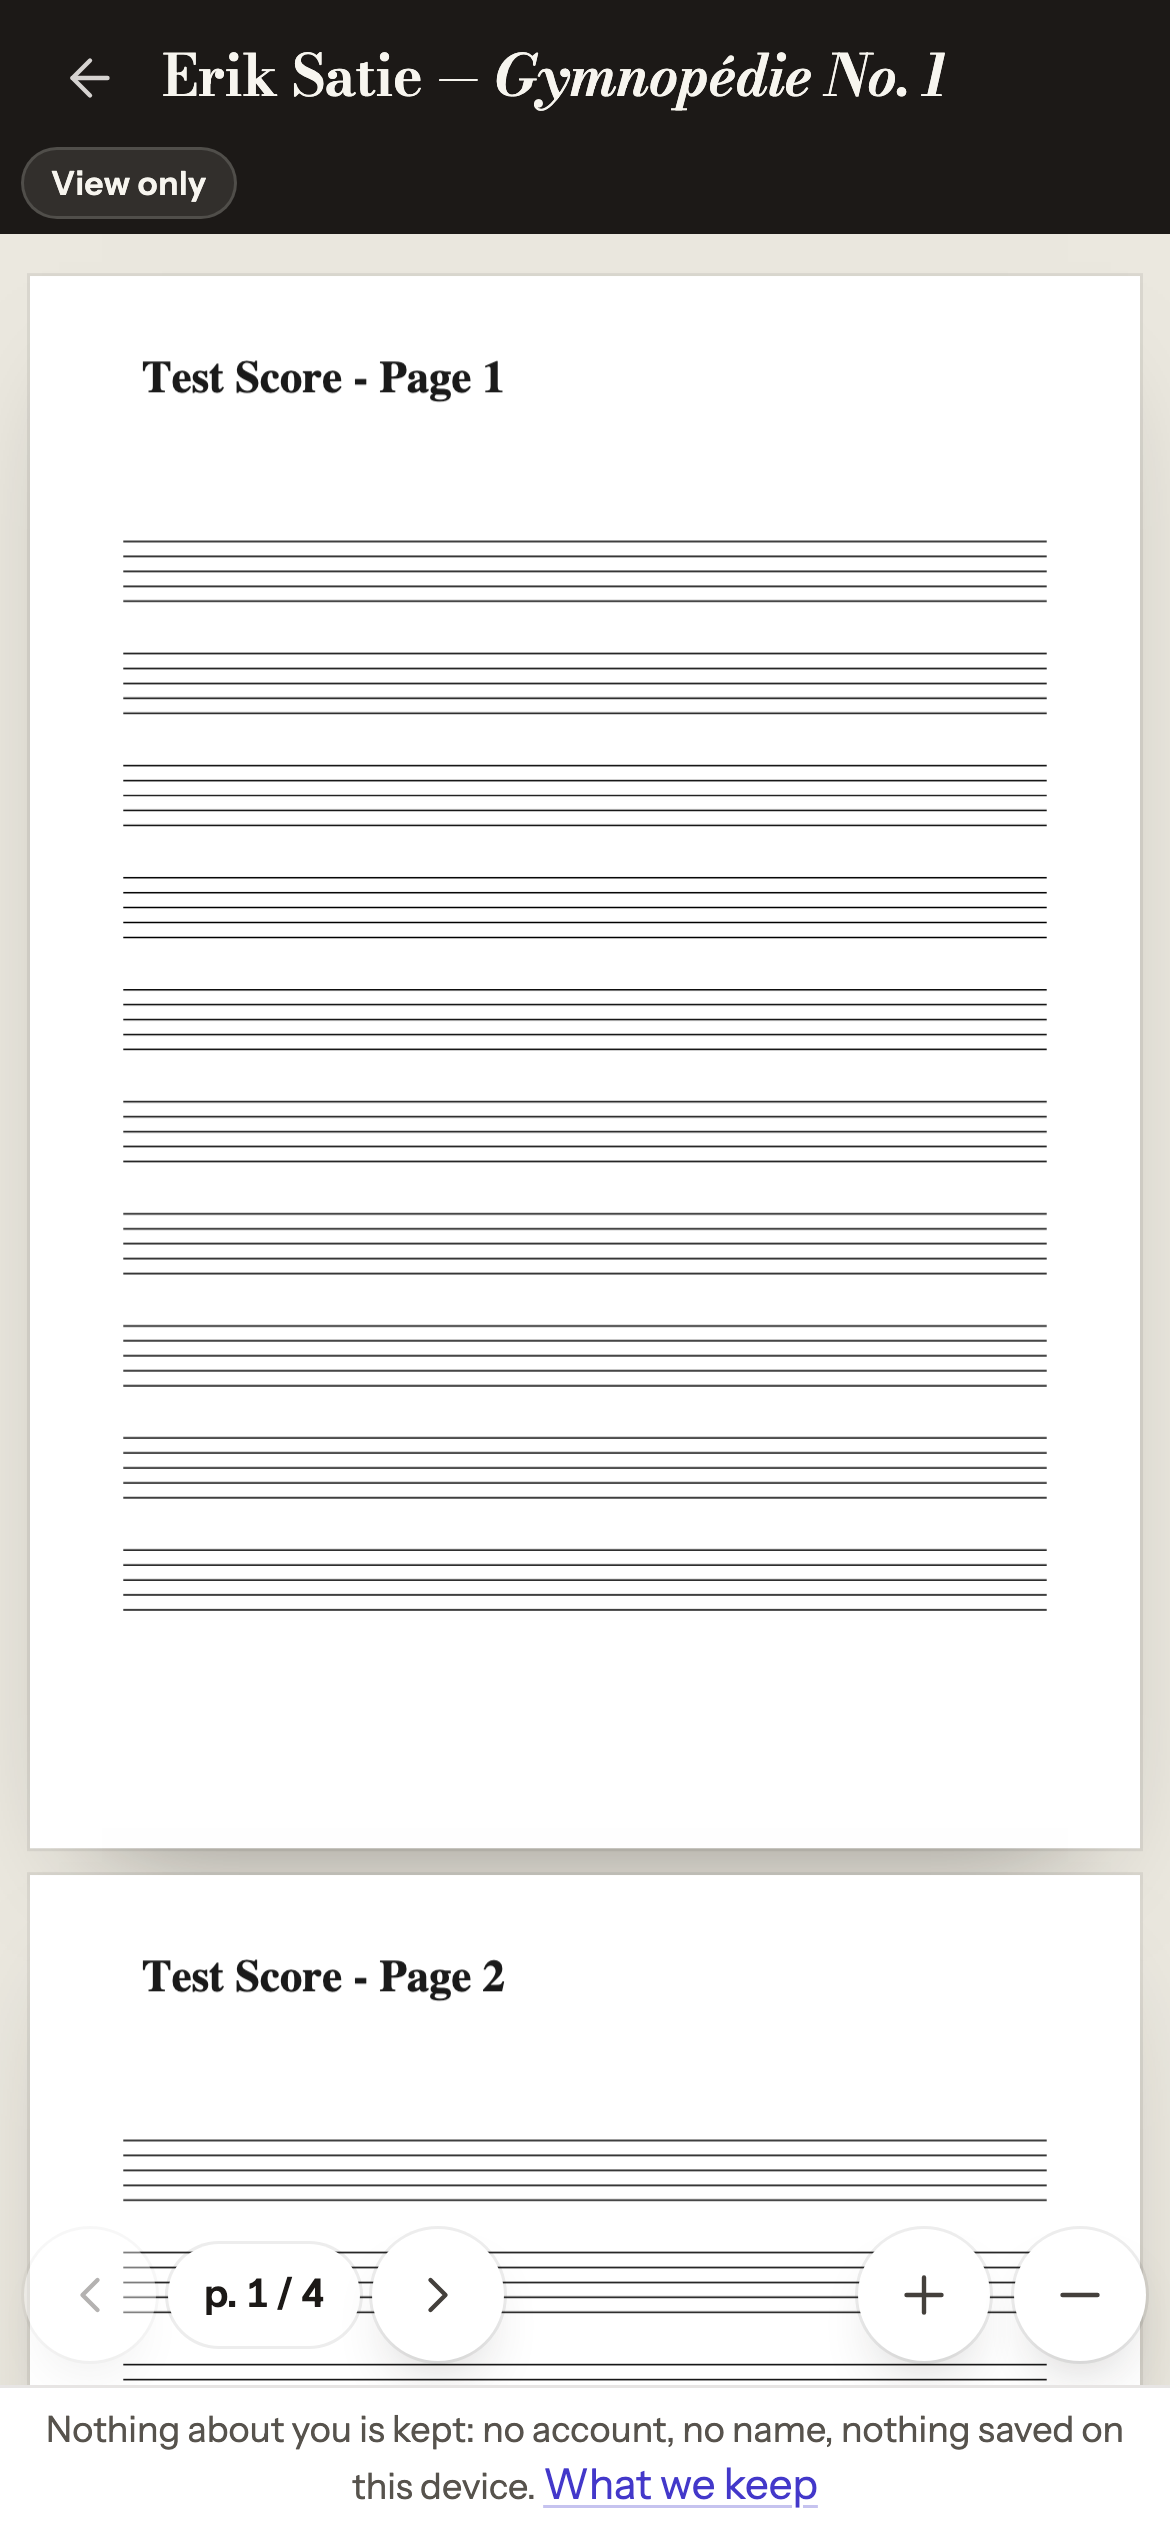 Erik Satie — Gymnopédie No. 1
View only
Test Score - Page 1
Test Score - Page 2
p. 1 / 4
Nothing about you is kept: no account, no name, nothing saved on
this device. What we keep